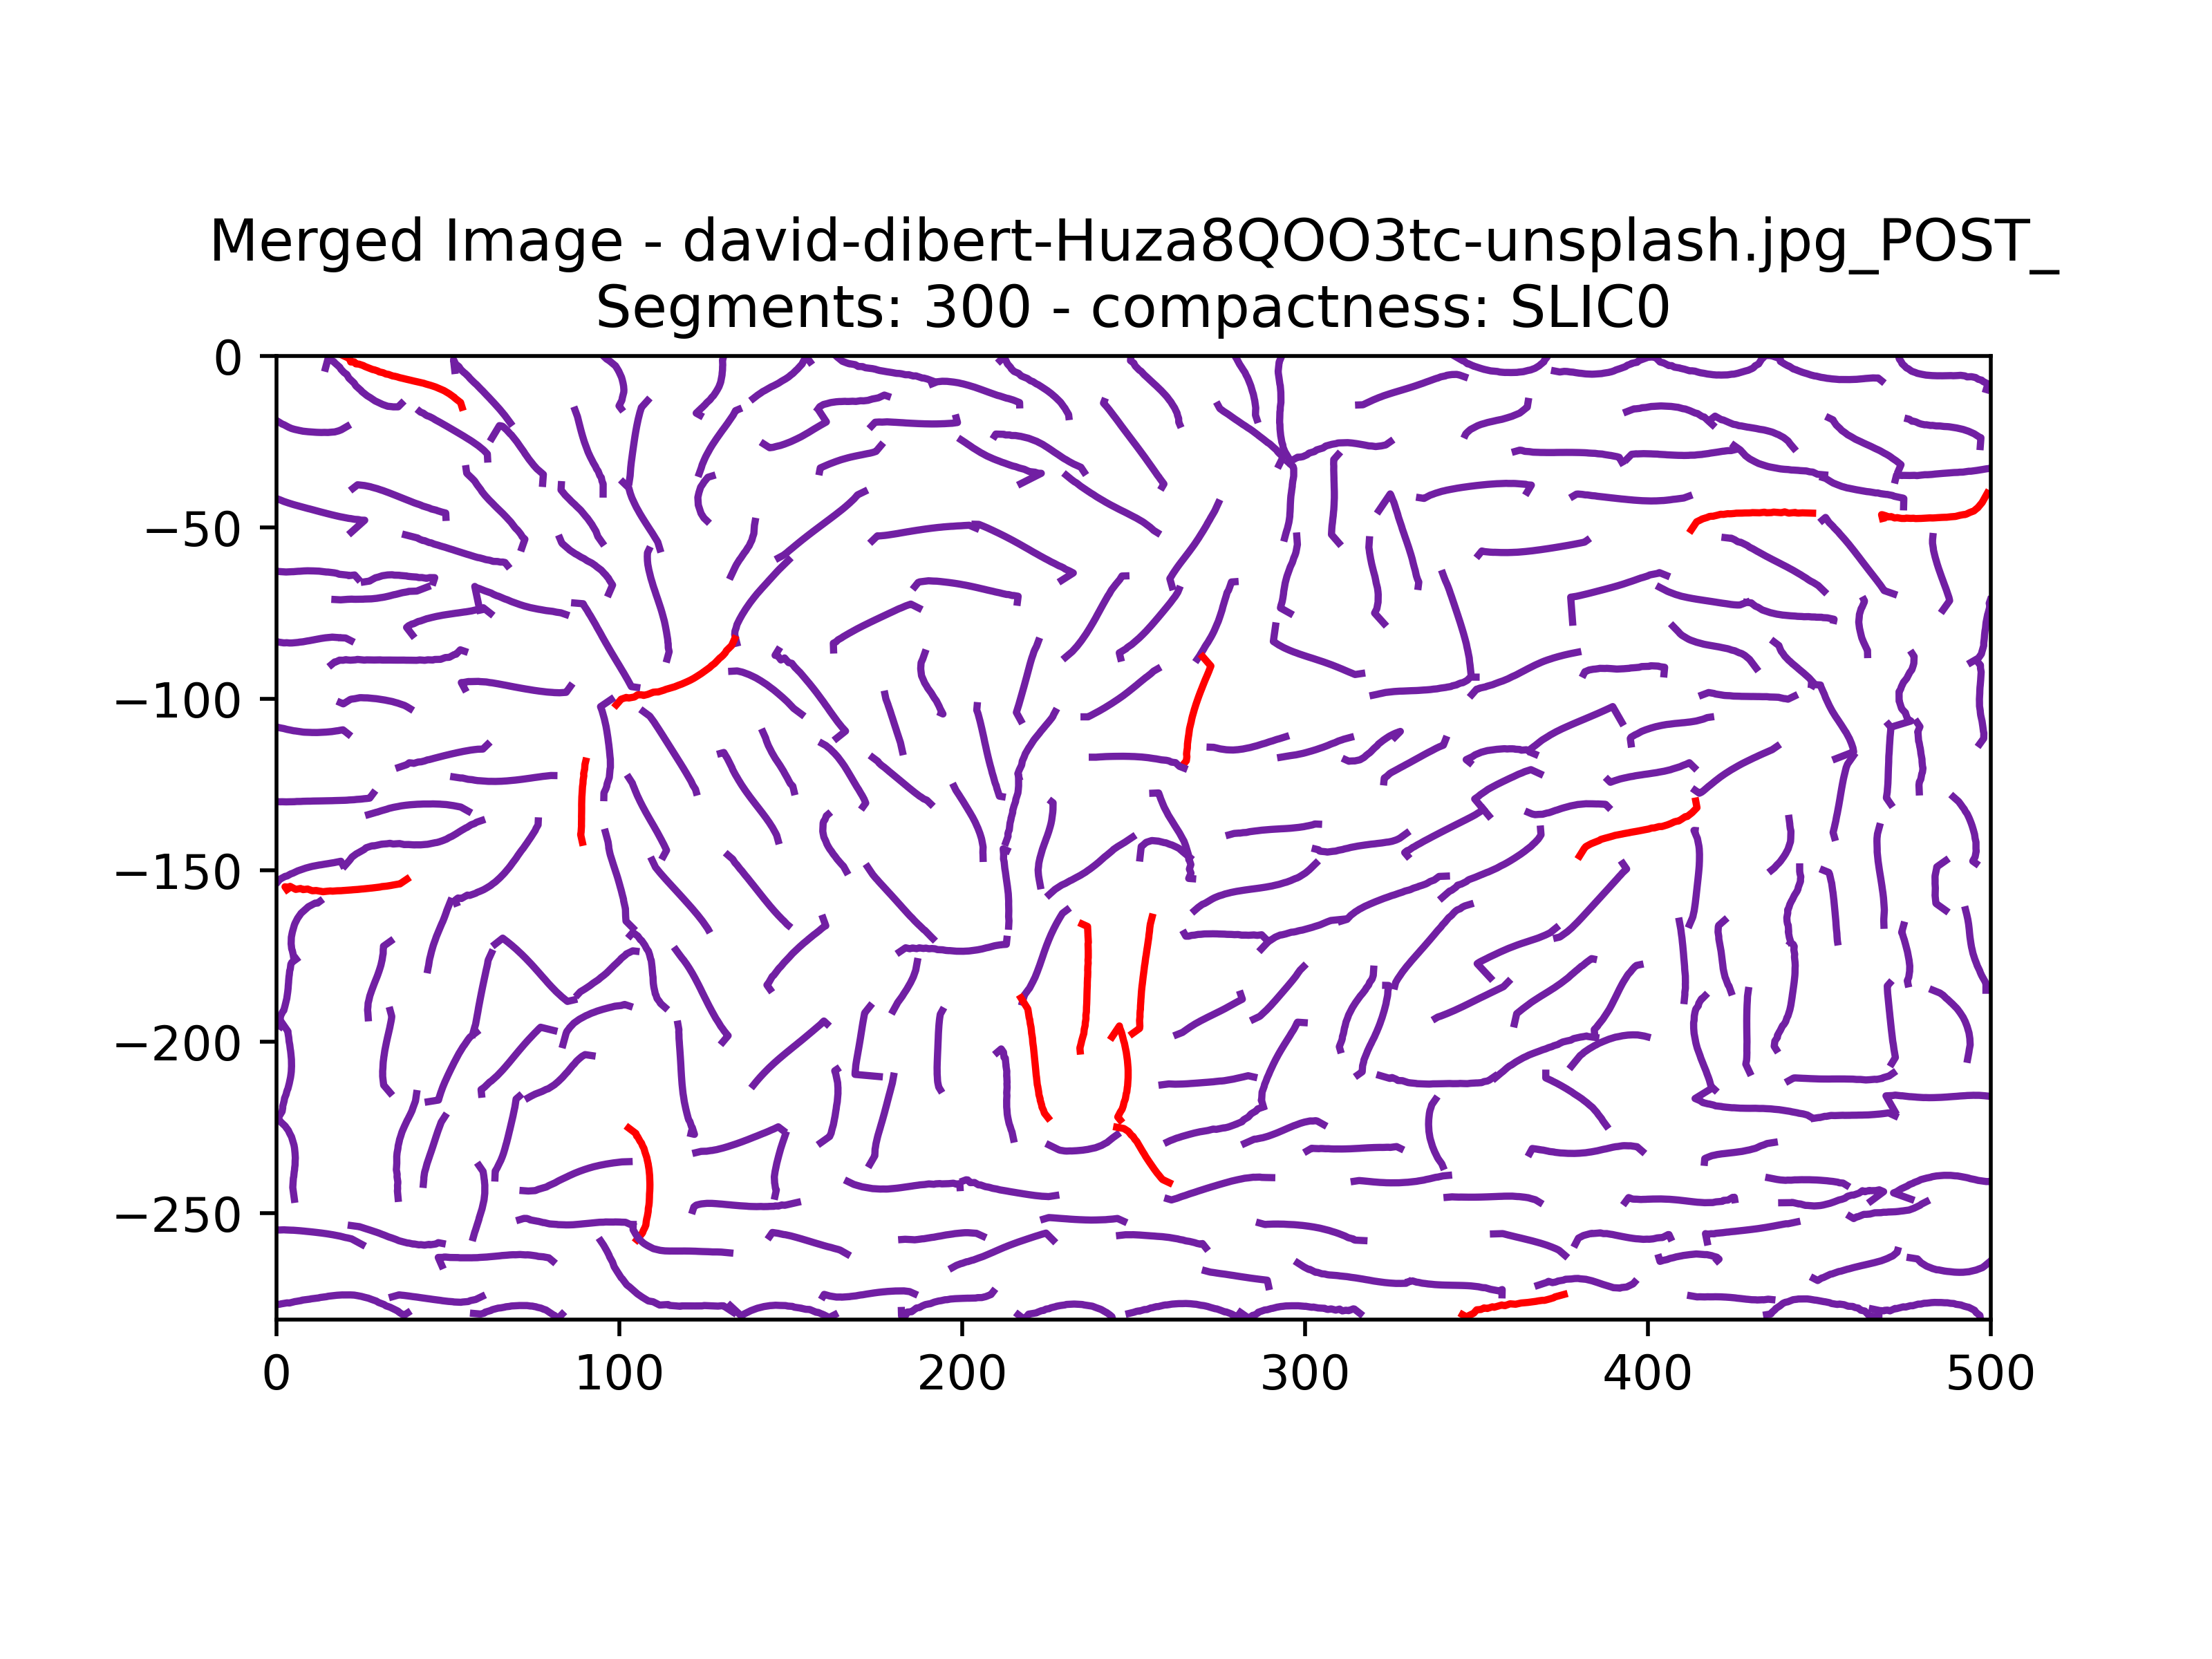 Merged Image - david-dibert-Huza8QOO3tc-unsplash.jpg_POST_
Segments: 300 - compactness: SLIC0
0
−50
−100
−150
−200
−250
0 100 200 300 400 500